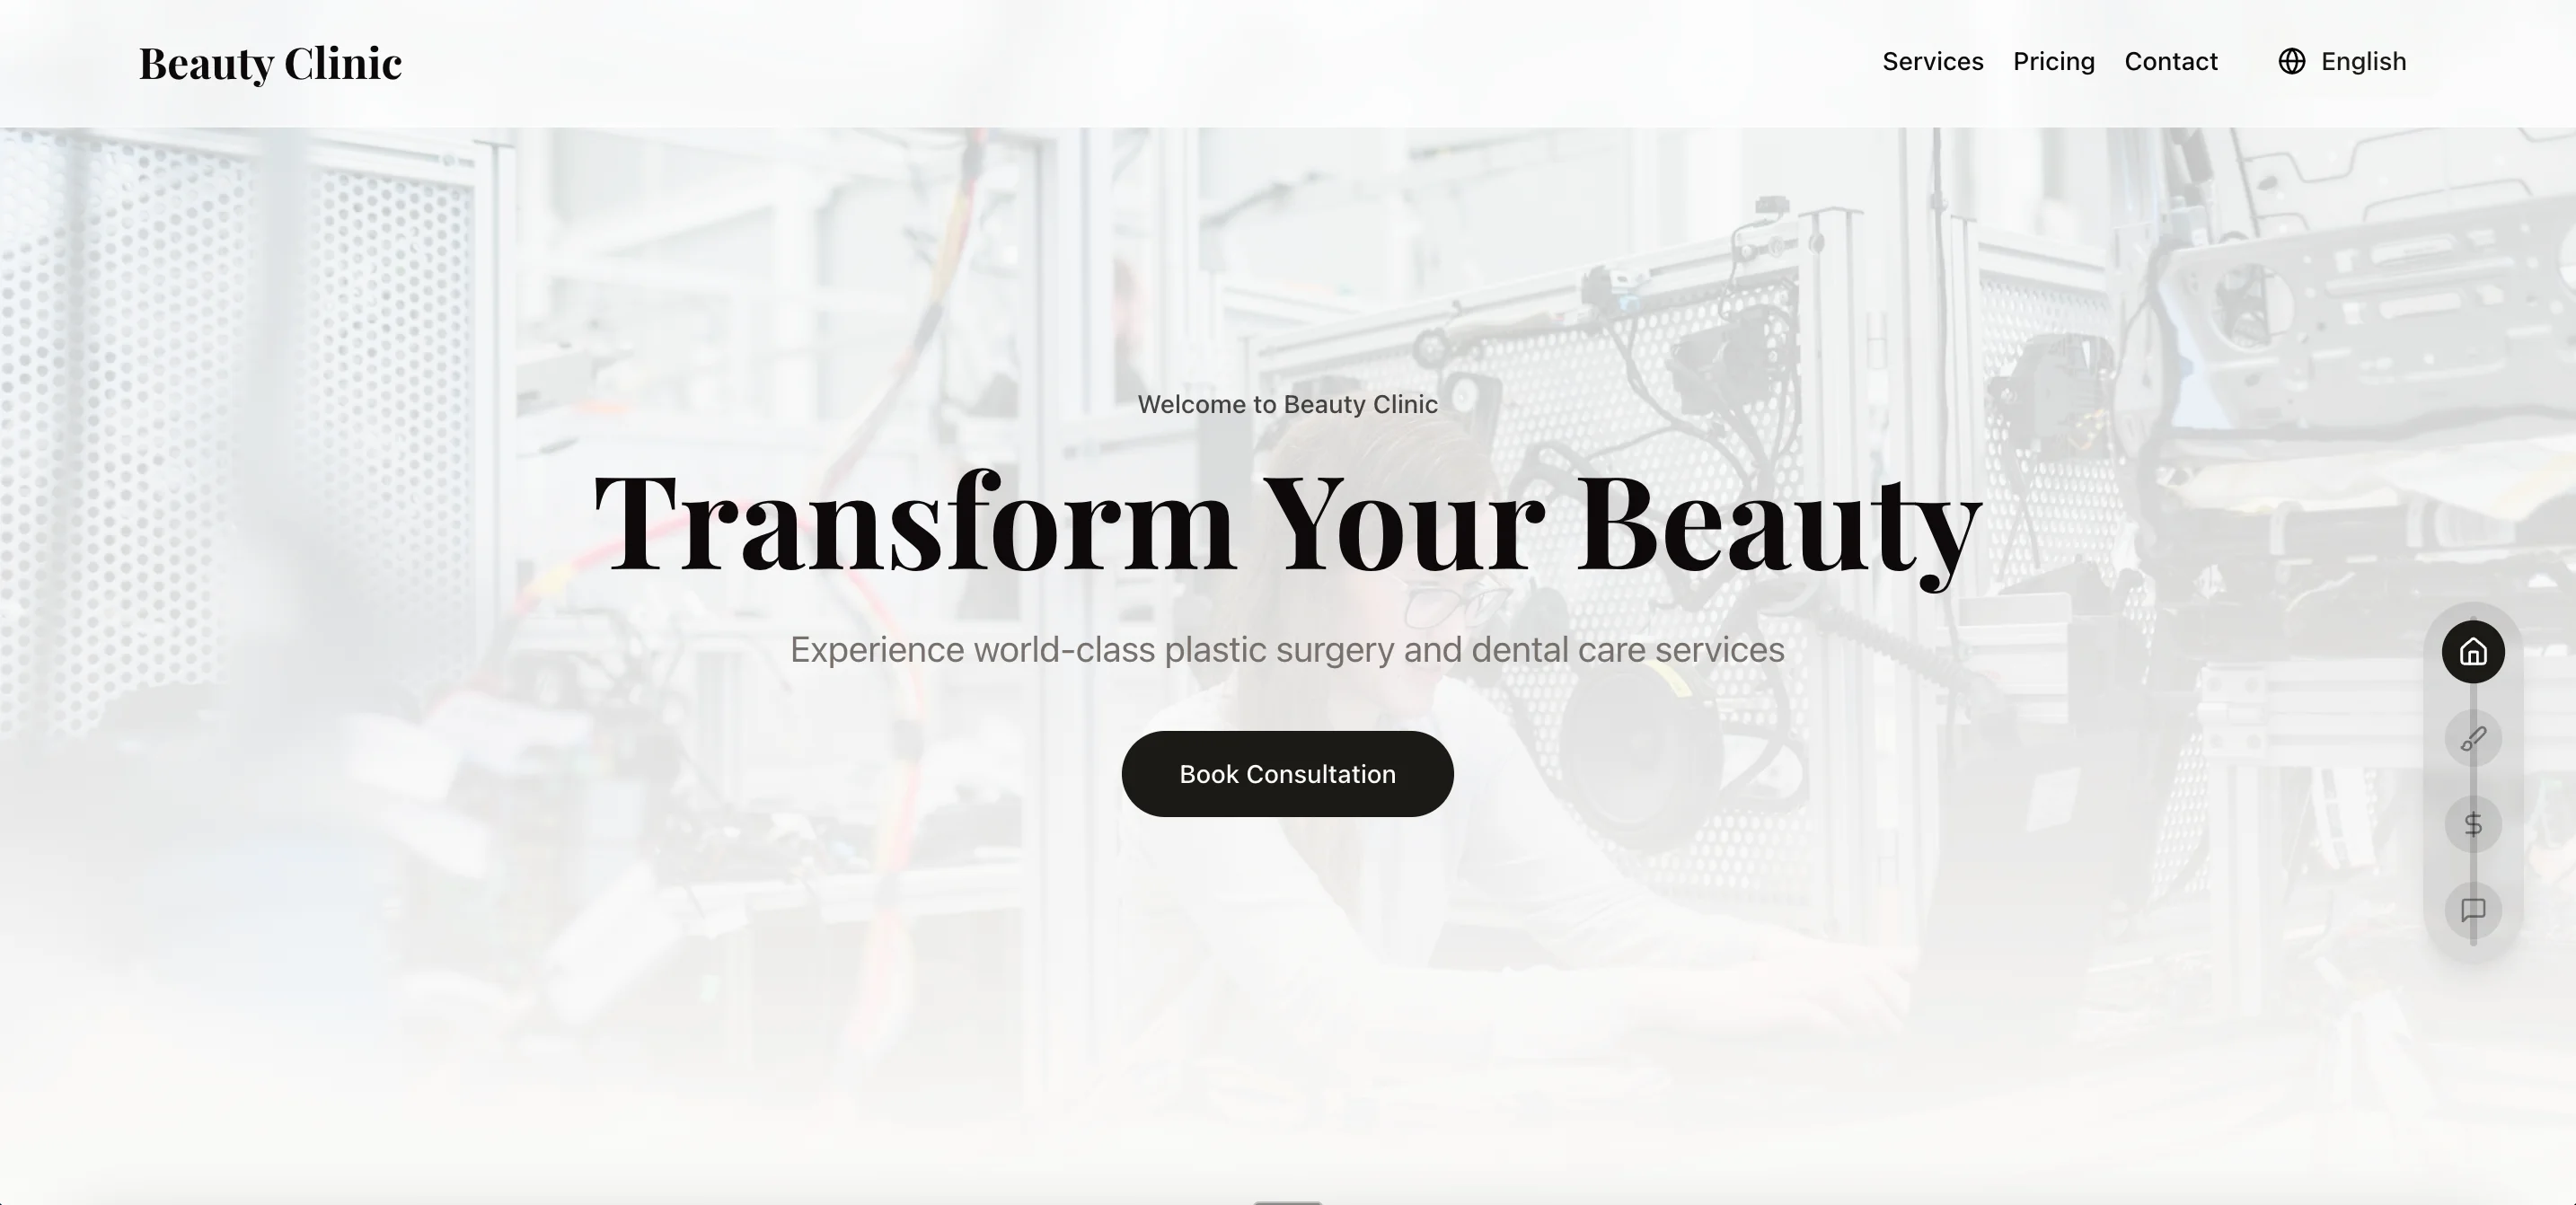 Beauty Clinic
Services Pricing Contact English
Welcome to Beauty Clinic
Transform Your Beauty
Experience world-class plastic surgery and dental care services
Book Consultation